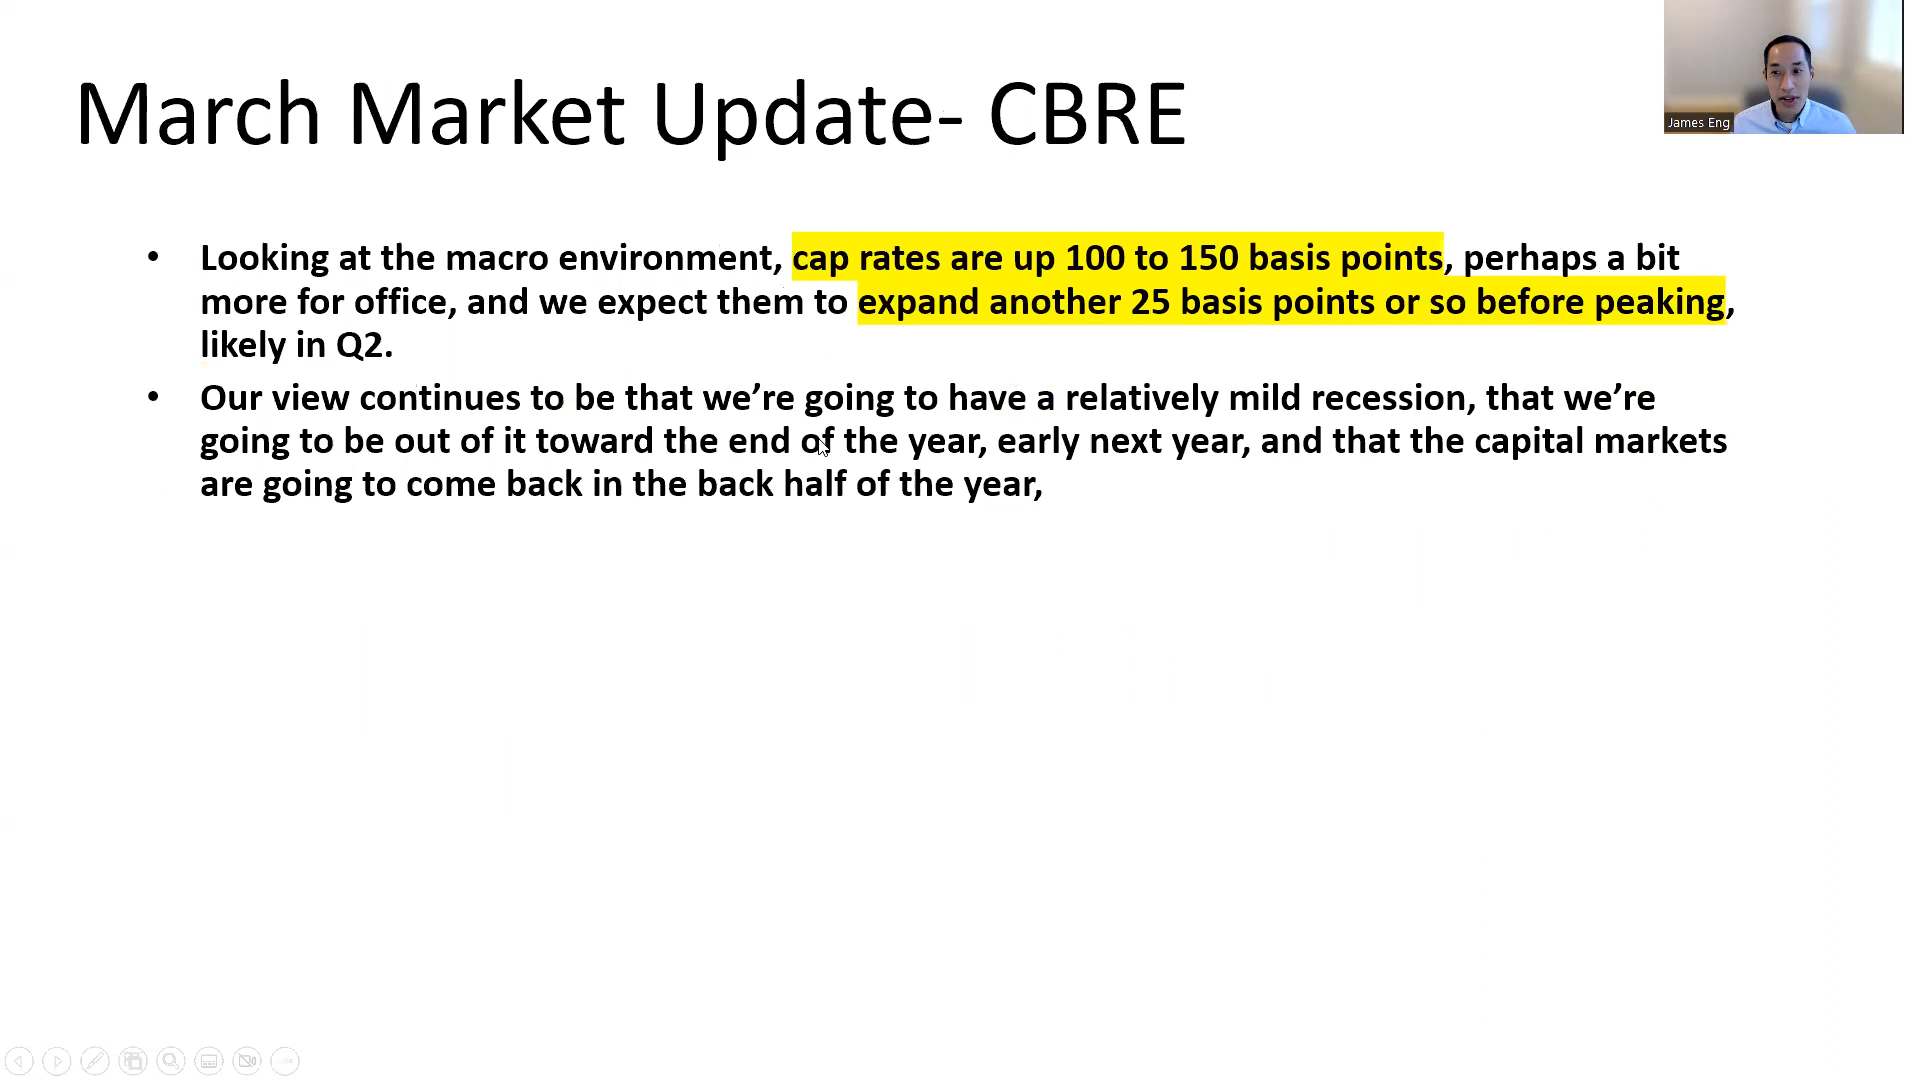 March Market Update- CBRE
James Eng
• Looking at the macro environment, cap rates are up 100 to 150 basis points, perhaps a bit
more for office, and we expect them to expand another 25 basis points or so before peaking,
likely in Q2.
• Our view continues to be that we’re going to have a relatively mild recession, that we’re
going to be out of it toward the end of the year, early next year, and that the capital markets
are going to come back in the back half of the year,